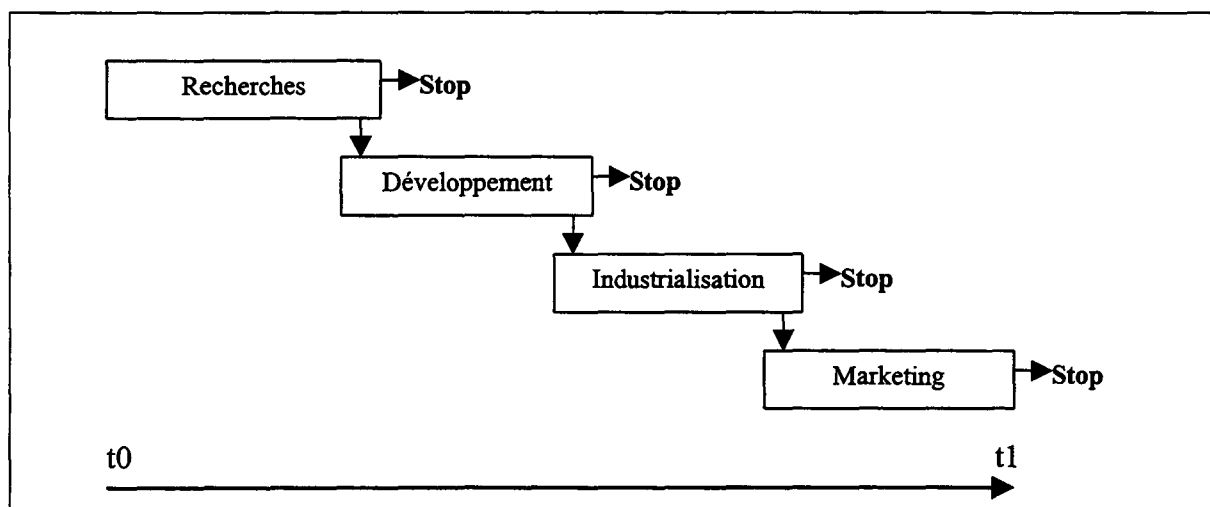 Recherches
Stop
Développement
Stop
Industrialisation
Stop
Marketing
Stop
t0
t1